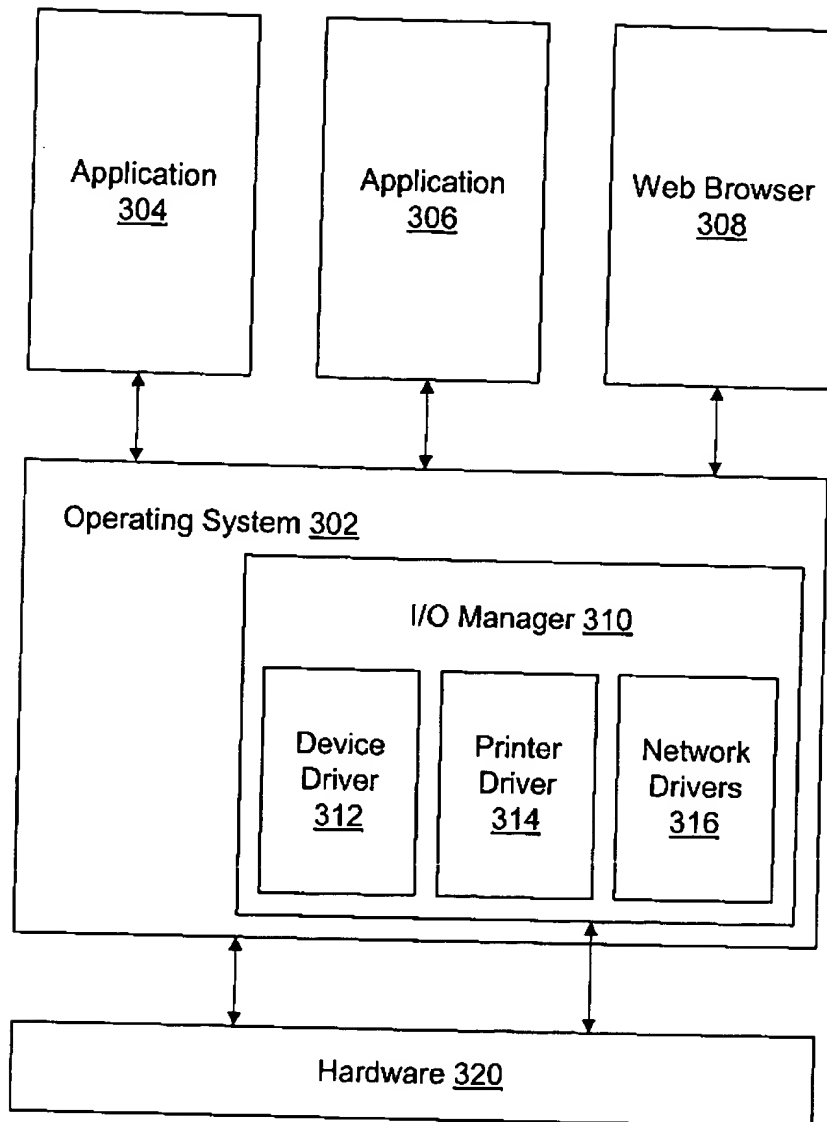 Application
304
Application
306
Web Browser
308
Operating System 302
I/O Manager 310
Device
Driver
312
Printer
Driver
314
Network
Drivers
316
Hardware 320